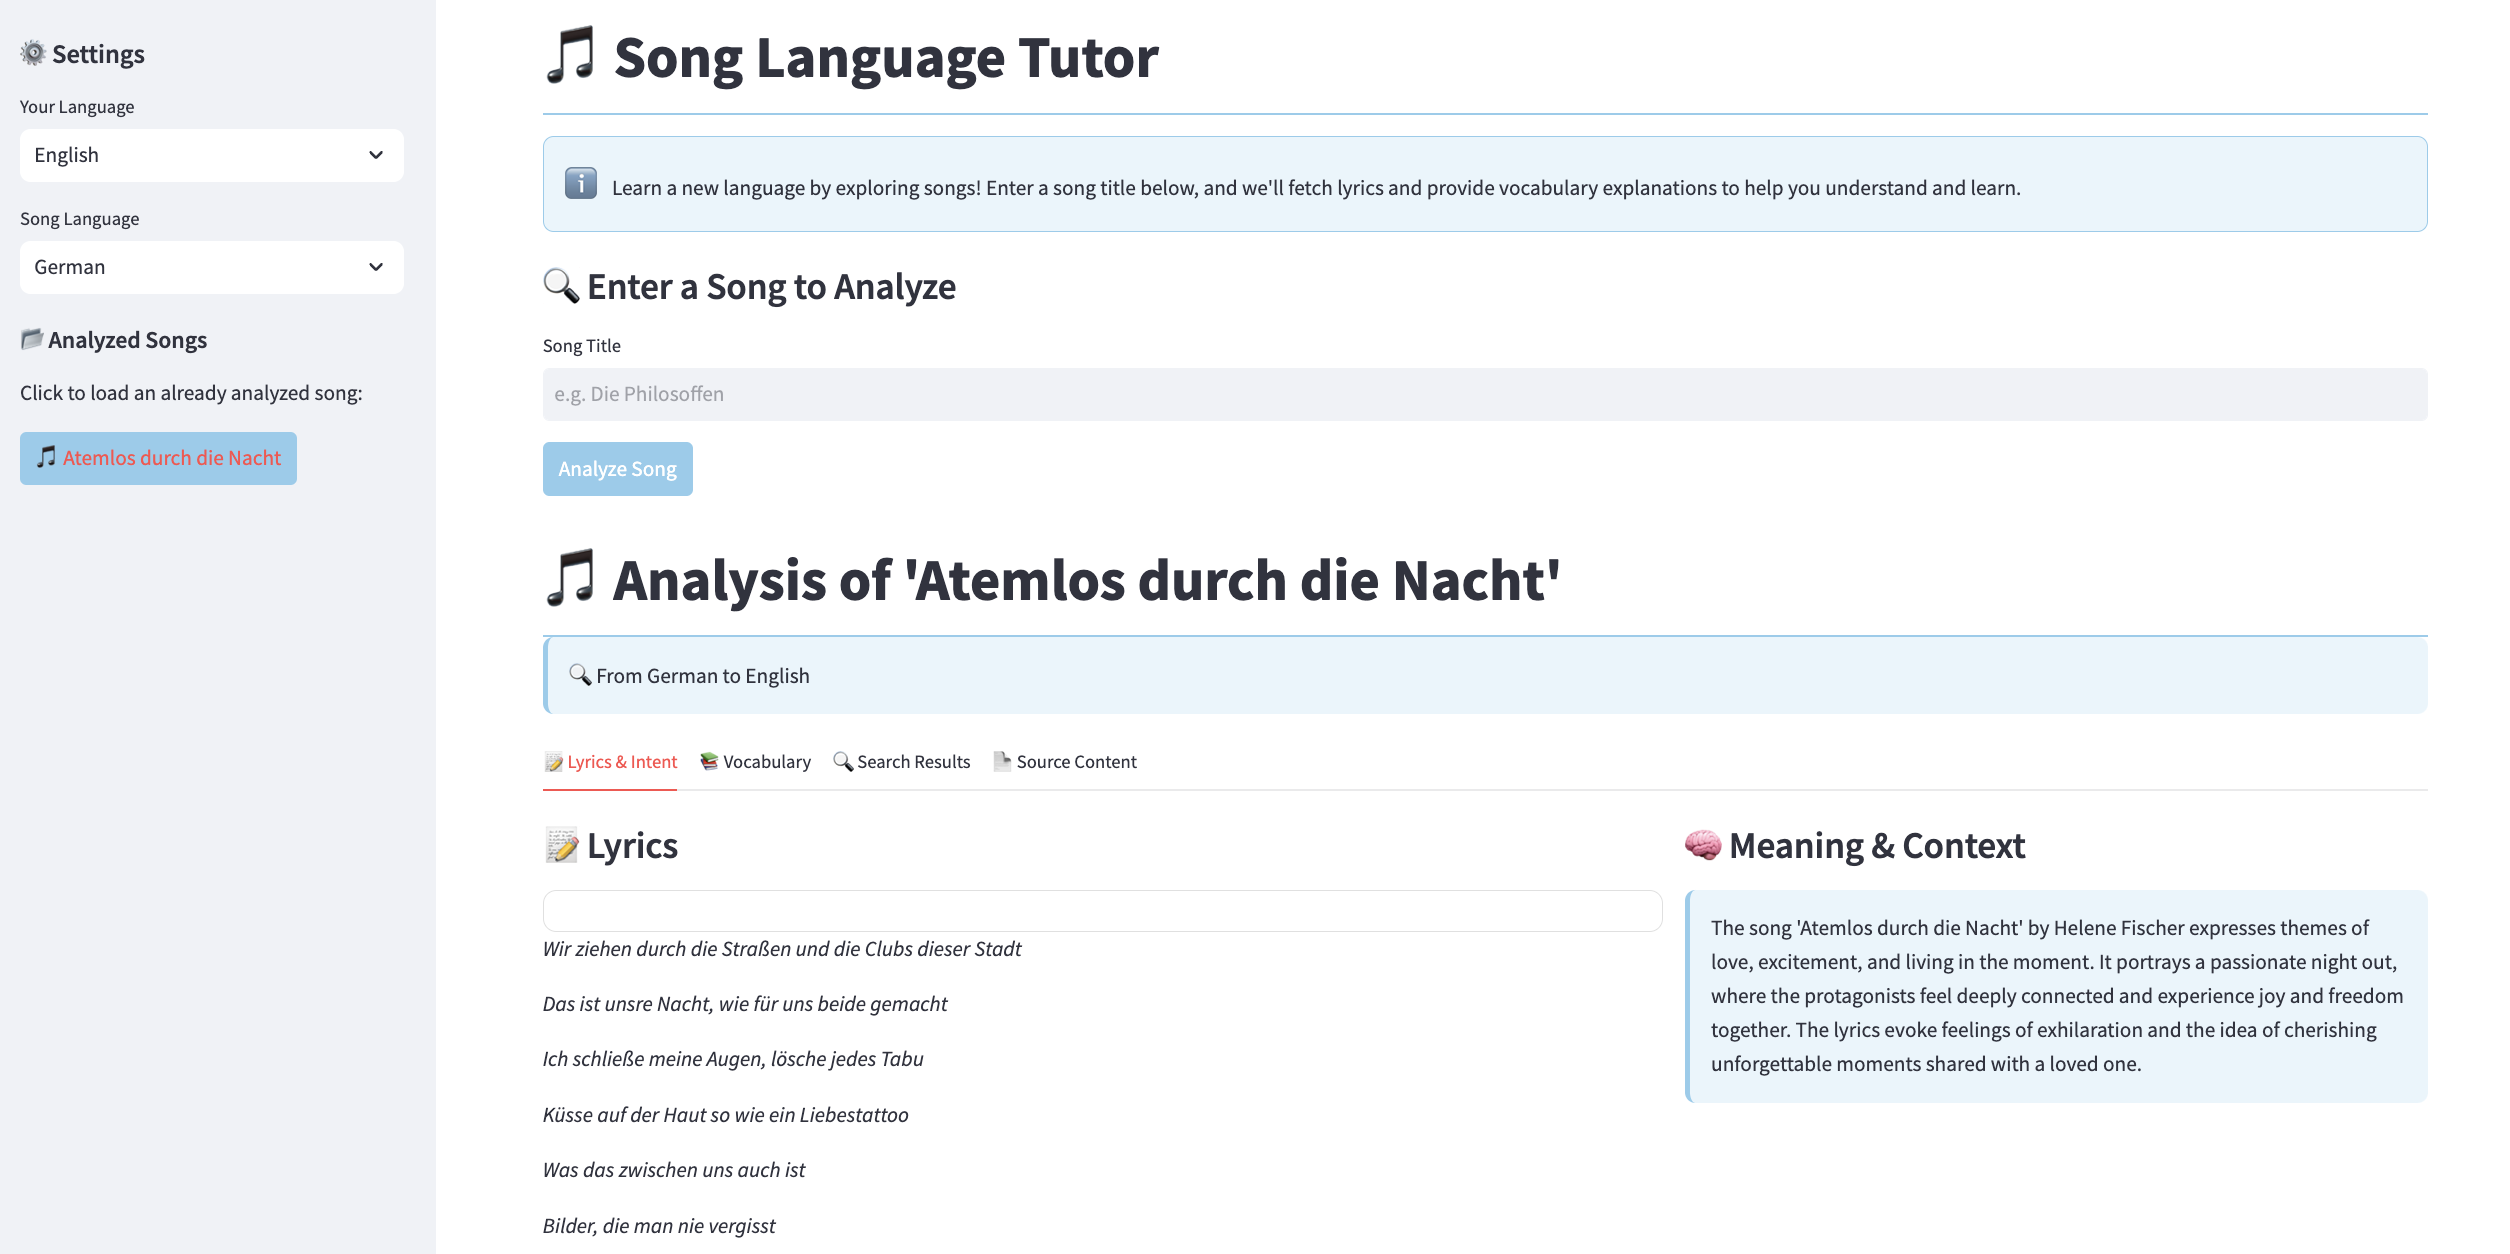 Settings
Your Language
English
Song Language
German
Analyzed Songs
Click to load an already analyzed song:
Atemlos durch die Nacht
Song Language Tutor
Learn a new language by exploring songs! Enter a song title below, and we'll fetch lyrics and provide vocabulary explanations to help you understand and learn.
Enter a Song to Analyze
Song Title
e.g. Die Philosoffen
Analyze Song
Analysis of 'Atemlos durch die Nacht'
From German to English
Lyrics & Intent
Vocabulary
Search Results
Source Content
Lyrics
Wir ziehen durch die Straßen und die Clubs dieser Stadt
Das ist unsre Nacht, wie für uns beide gemacht
Ich schließe meine Augen, lösche jedes Tabu
Küsse auf der Haut so wie ein Liebestattoo
Was das zwischen uns auch ist
Bilder, die man nie vergisst
Meaning & Context
The song 'Atemlos durch die Nacht' by Helene Fischer expresses themes of
love, excitement, and living in the moment. It portrays a passionate night out,
where the protagonists feel deeply connected and experience joy and freedom
together. The lyrics evoke feelings of exhilaration and the idea of cherishing
unforgettable moments shared with a loved one.